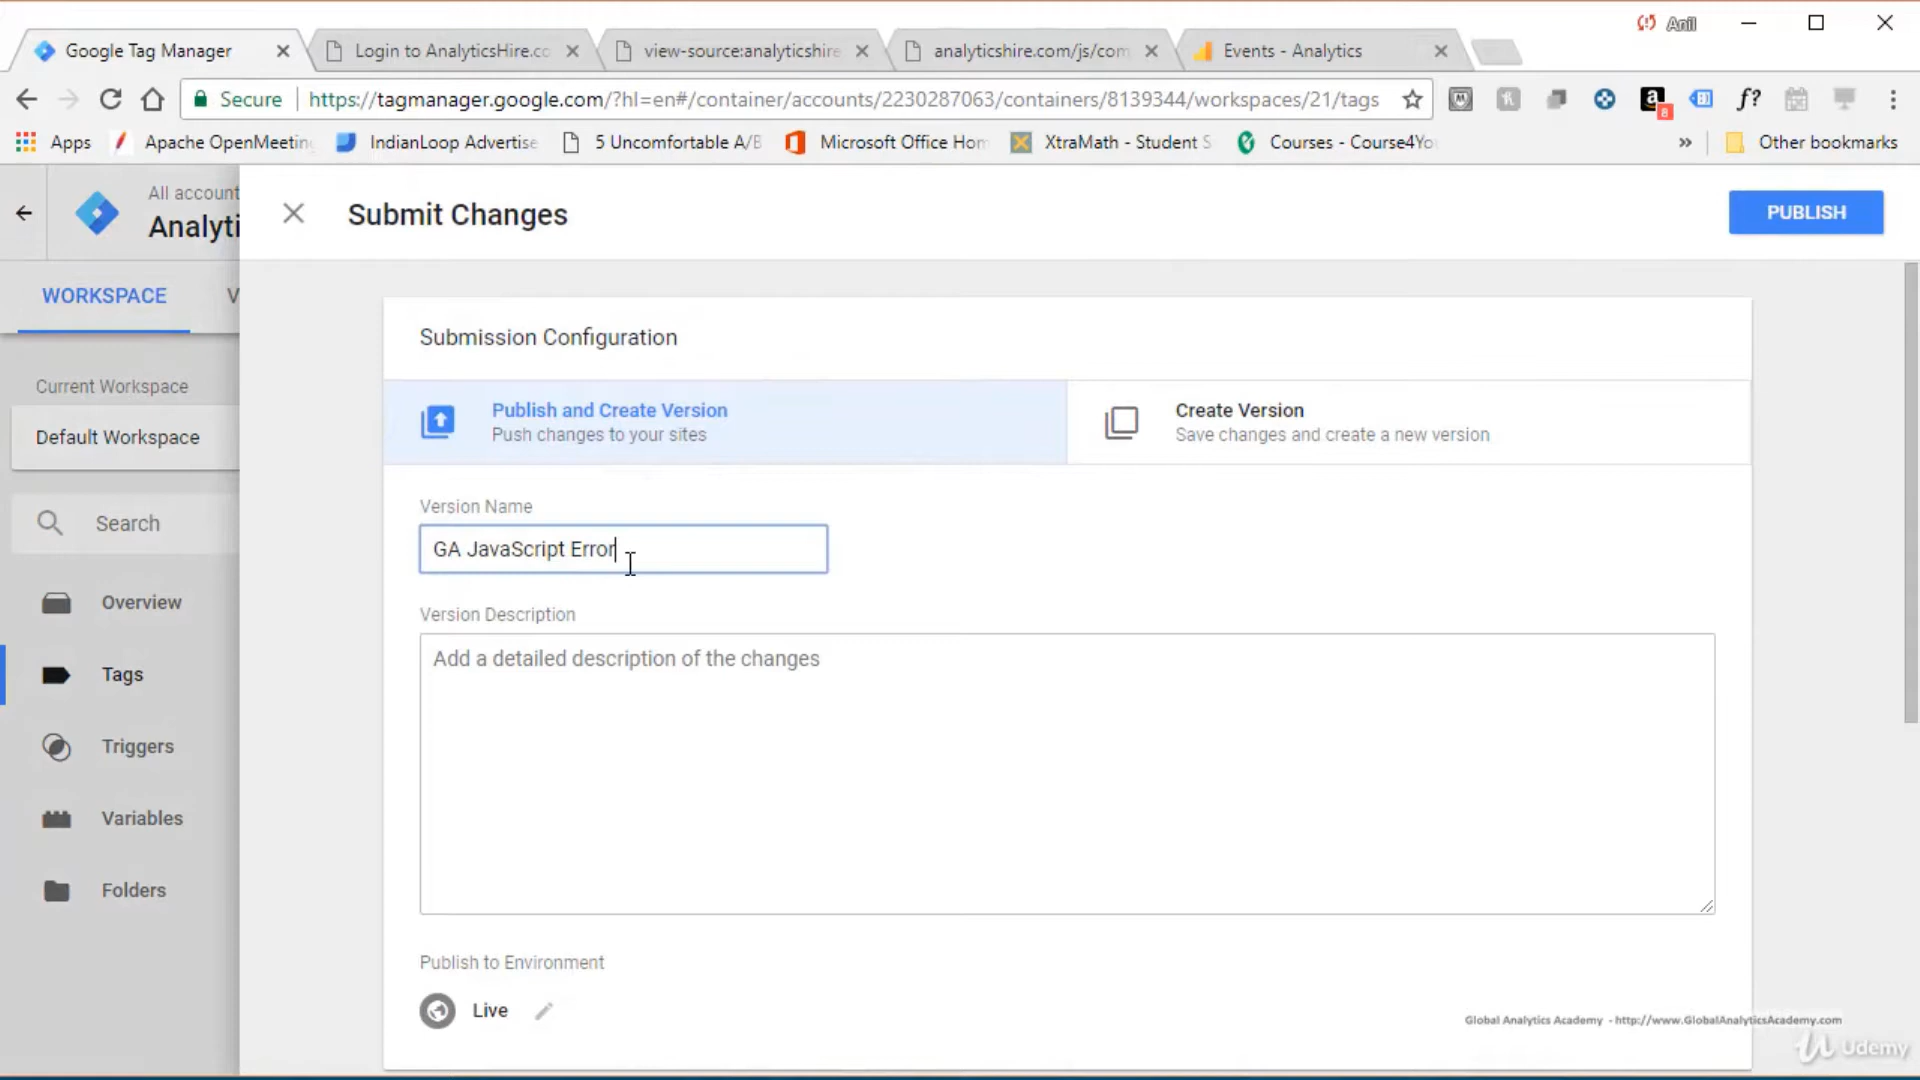 Anil
Google Tag Manager
Login to AnalyticsHire.co
view-source:analyticshire
analyticshire.com/js/com
Events - Analytics
Secure
https://tagmanager.google.com/?hl=en#/container/accounts/2230287063/containers/8139344/workspaces/21/tags
8
f?
Apps
Apache OpenMeeting
IndianLoop Advertise
5 Uncomfortable A/B
Microsoft Office Hom
XtraMath - Student S
Courses - Course4Yo
»
Other bookmarks
All account
Analyti
Submit Changes
PUBLISH
WORKSPACE
V
Submission Configuration
Current Workspace
Default Workspace
Publish and Create Version
Push changes to your sites
Create Version
Save changes and create a new version
Version Name
GA JavaScript Error
Search
Version Description
Add a detailed description of the changes
Overview
Tags
Triggers
Variables
Folders
Publish to Environment
Live
Global Analytics Academy - http://www.GlobalAnalyticsAcademy.com
Udemy